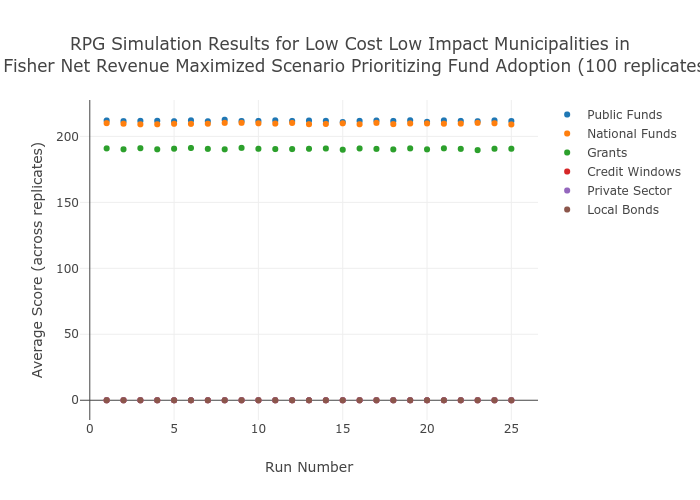 RPG Simulation Results for Low Cost Low Impact Municipalities in
Fisher Net Revenue Maximized Scenario Prioritizing Fund Adoption (100 replicates
Average Score (across replicates)
200
150
100
50
0
0
5
10
15
20
25
Run Number
Public Funds
National Funds
Grants
Credit Windows
Private Sector
Local Bonds